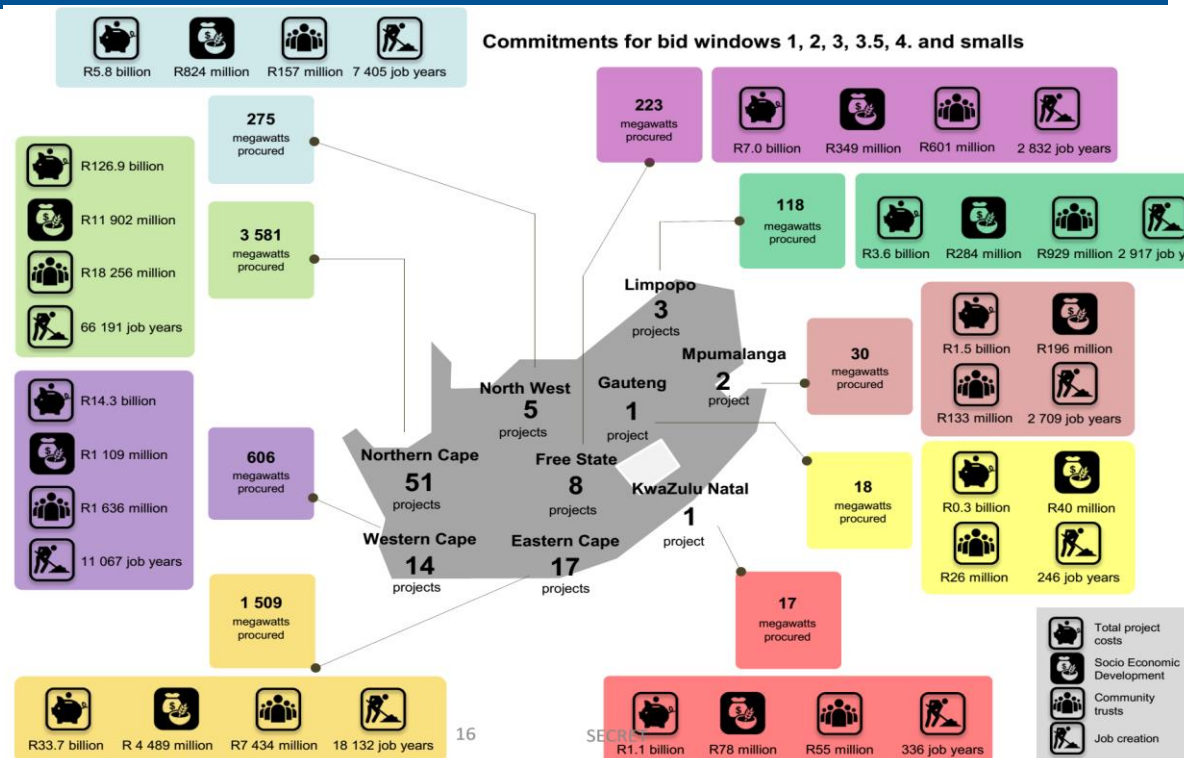 Commitments for bid windows 1, 2, 3, 3.5, 4. and smalls
R5.8 billion
R824 million
R157 million
7 405 job years
275
megawatts
procured
223
megawatts
procured
R7.0 billion
R349 million
R601 million
2 832 job years
R126.9 billion
R11 902 million
R18 256 million
66 191 job years
3 581
megawatts
procured
118
megawatts
procured
R3.6 billion
R284 million
R929 million
2 917 job y
Limpopo
3
projects
Mpumalanga
2
project
30
megawatts
procured
R1.5 billion
R196 million
R133 million
2 709 job years
North West
5
projects
Gauteng
1
project
R14.3 billion
R1 109 million
R1 636 million
11 067 job years
606
megawatts
procured
Northern Cape
51
projects
Free State
8
projects
KwaZulu Natal
1
project
18
megawatts
procured
R0.3 billion
R40 million
R26 million
246 job years
Western Cape
14
projects
Eastern Cape
17
projects
1 509
megawatts
procured
17
megawatts
procured
R33.7 billion
R 4 489 million
R7 434 million
18 132 job years
16
SECRET
R1.1 billion
R78 million
R55 million
336 job years
Total project
costs
Socio Economic
Development
Community
trusts
Job creation